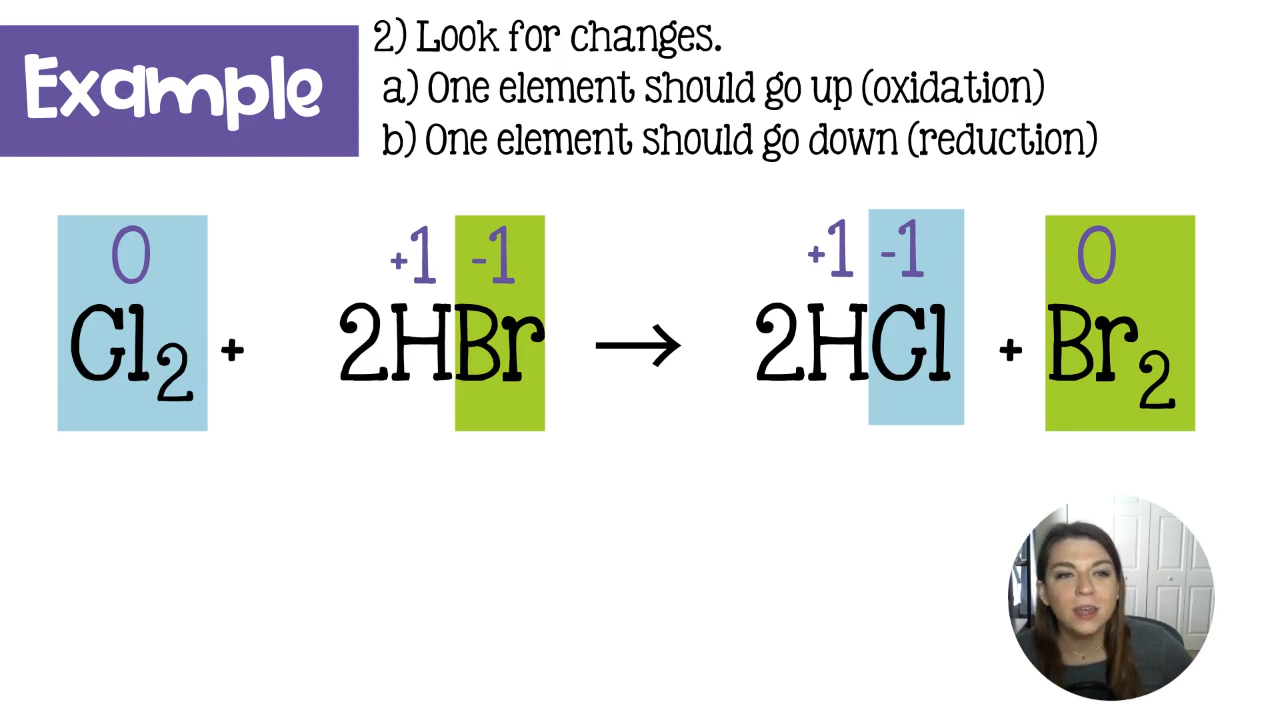 Example
2) Look for changes.
a) One element should go up (oxidation)
b) One element should go down (reduction)
0 +1 -1 +1 -1 0
Cl₂ + 2HBr → 2HCl + Br₂